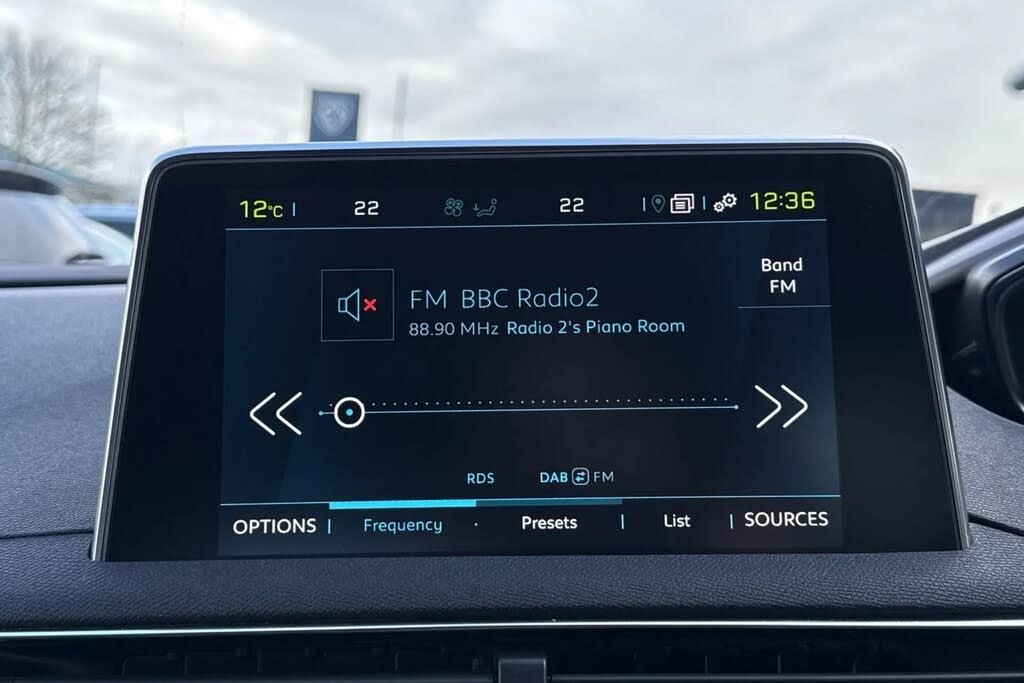 12°C 22 22 12:36
Band
FM
FM BBC Radio2
88.90 MHz Radio 2's Piano Room
RDS DAB FM
OPTIONS Frequency Presets List SOURCES